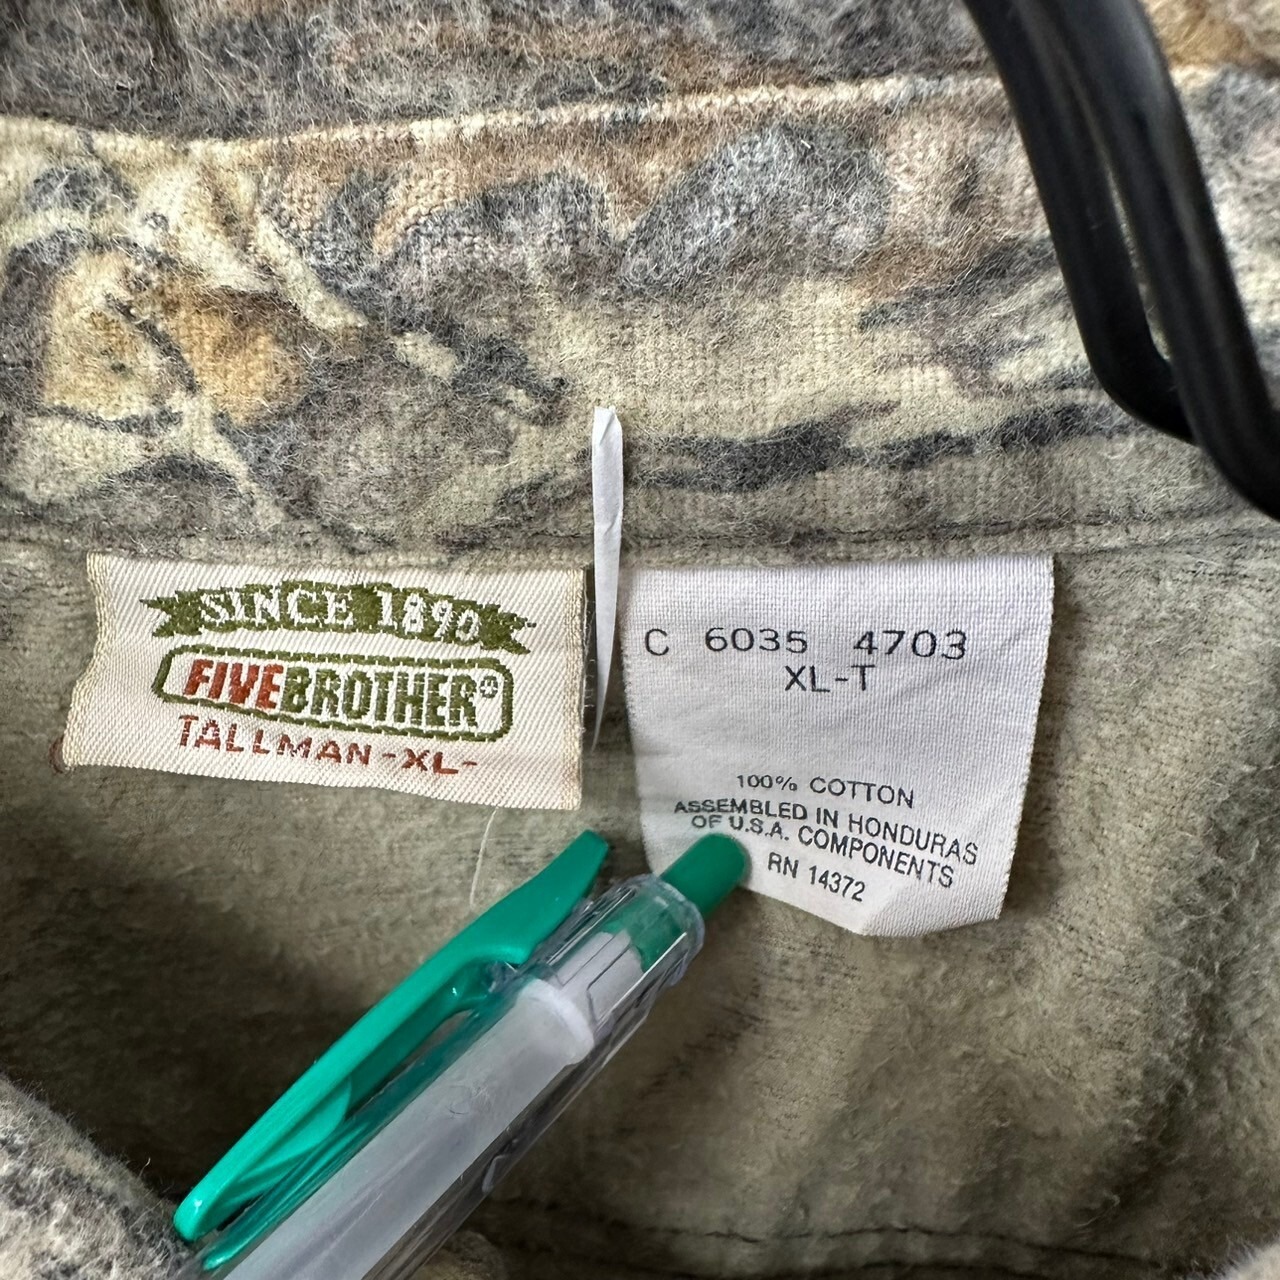 SINCE 1890
FIVEBROTHER®
TALLMAN-XL-
C 6035 4703
XL-T
100% COTTON
ASSEMBLED IN HONDURAS
OF U.S.A. COMPONENTS
RN 14372